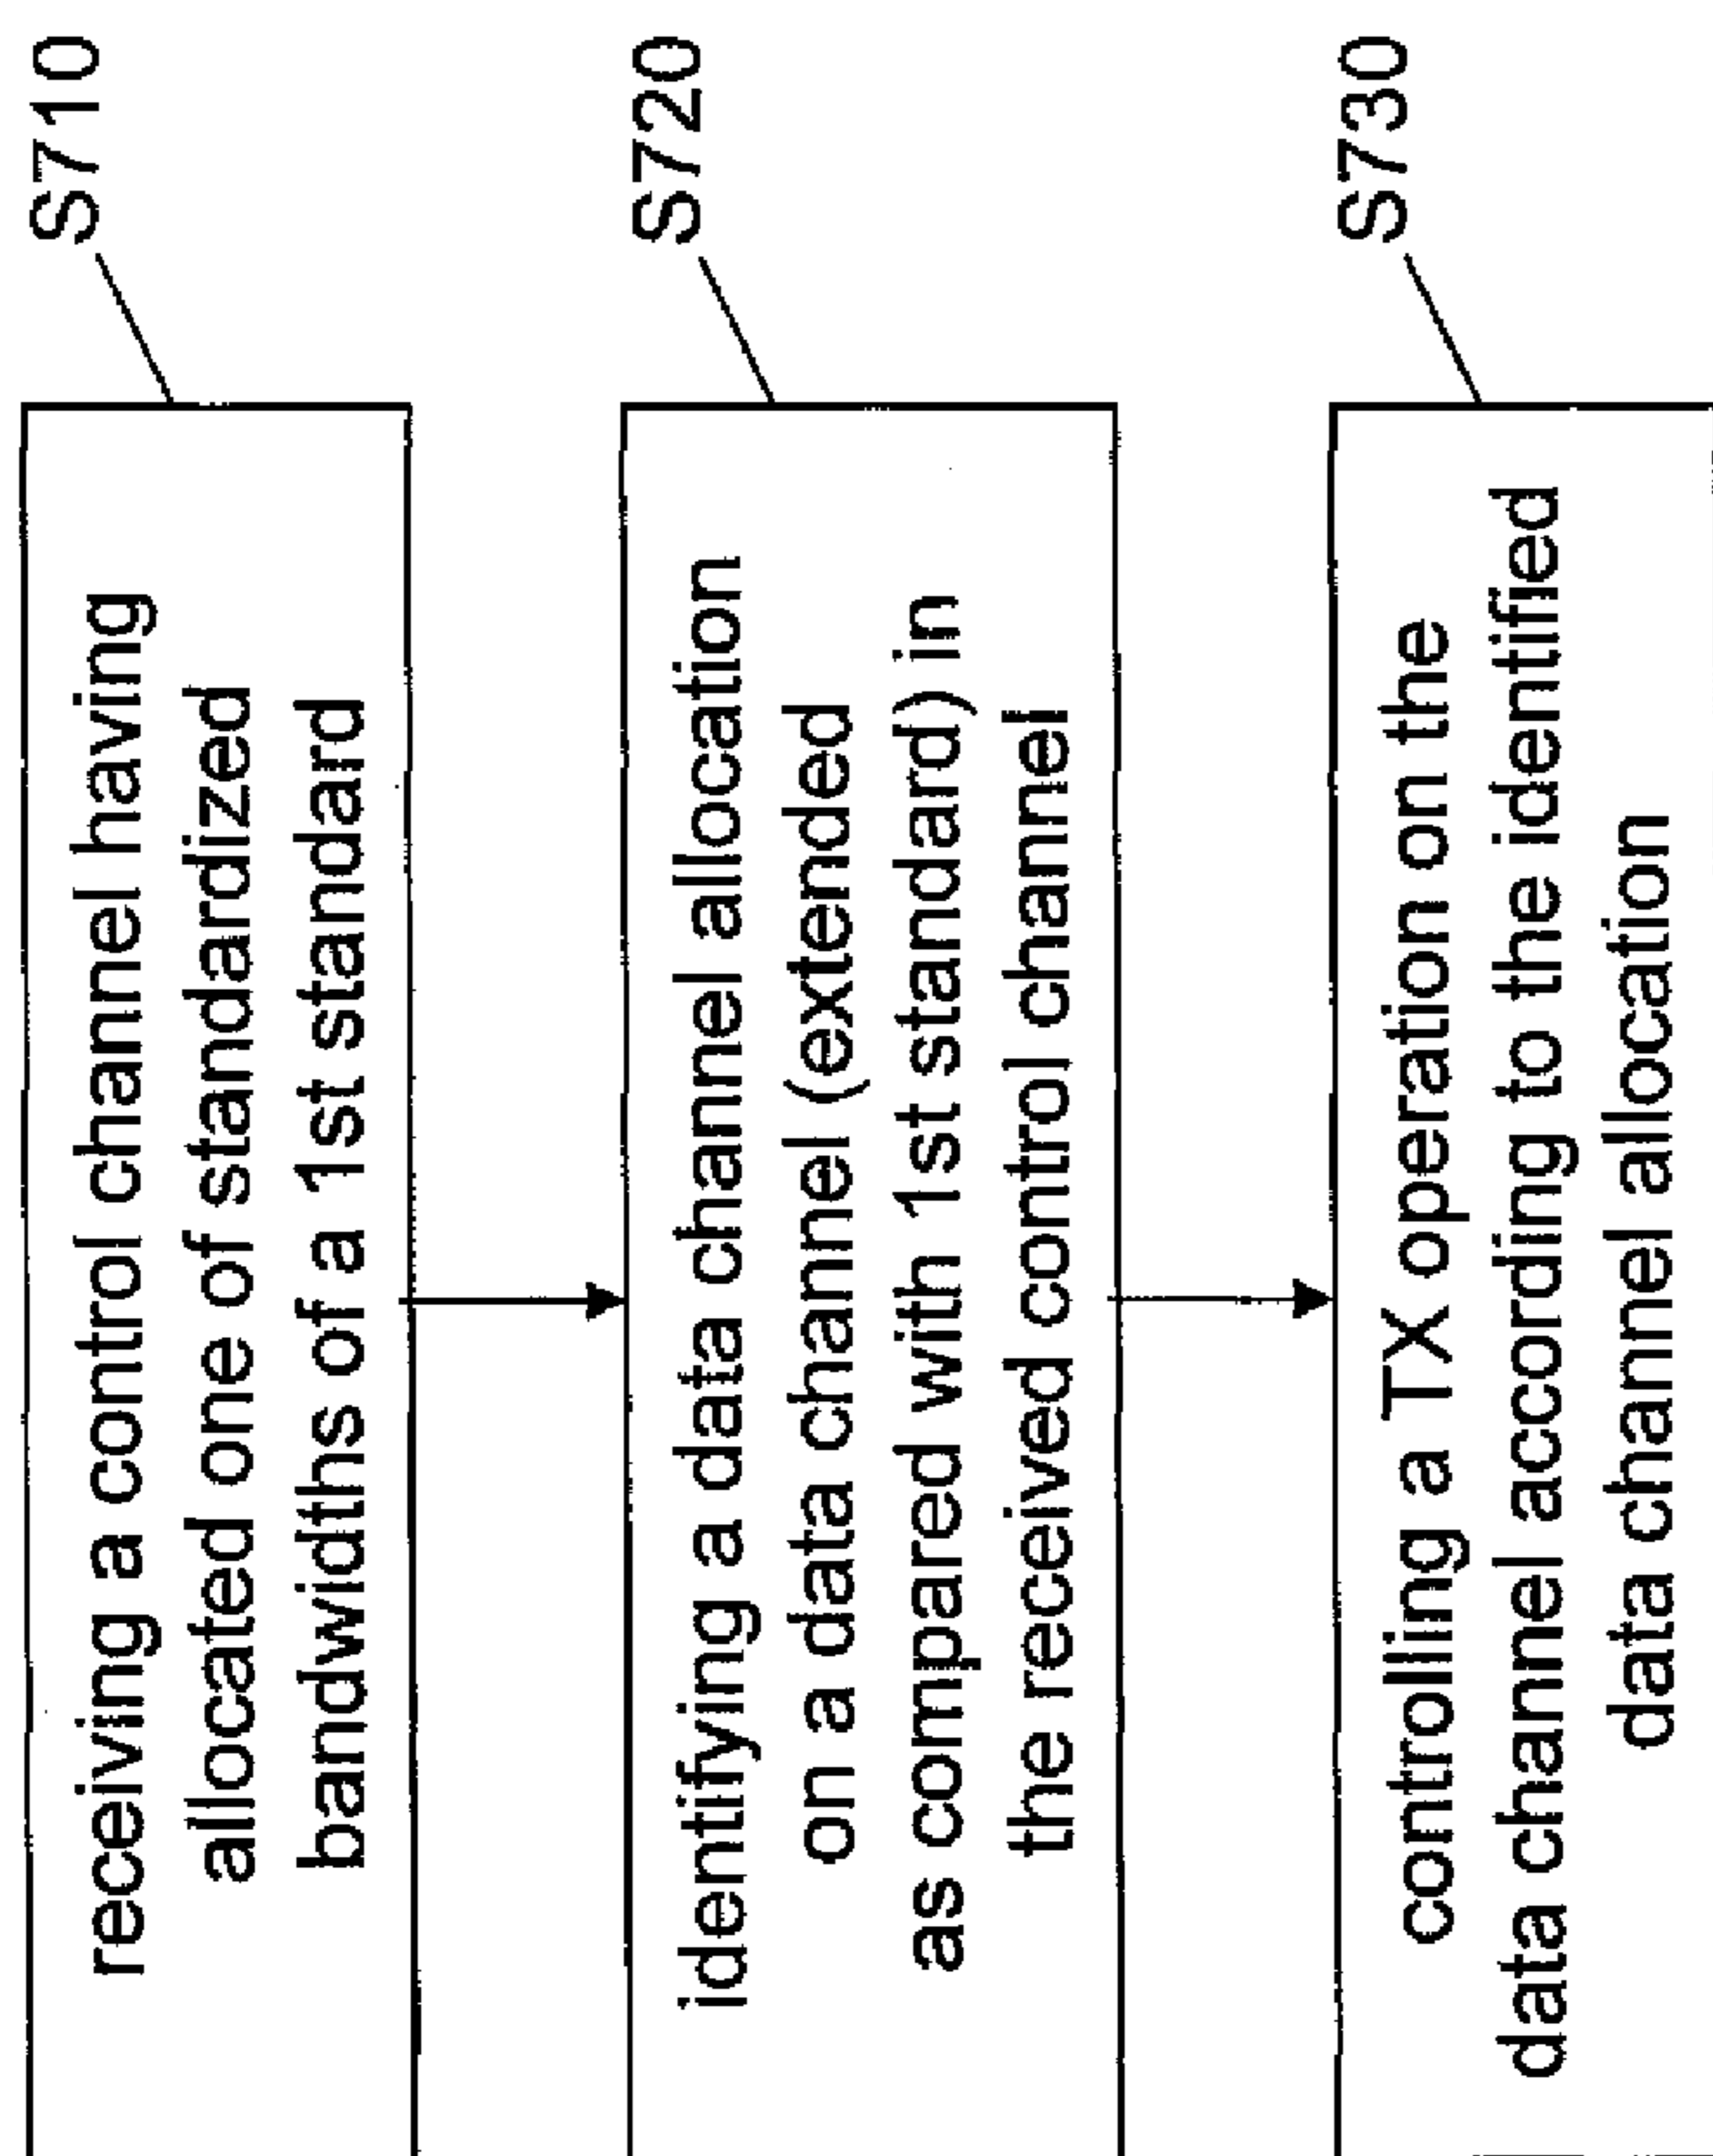 S710
receiving a control channel having
allocated one of standardized
bandwidths of a 1st standard
S720
identifying a data channel allocation
on a data channel (extended
as compared with 1st standard) in
the received control channel
S730
controlling a TX operation on the
data channel according to the identified
data channel allocation